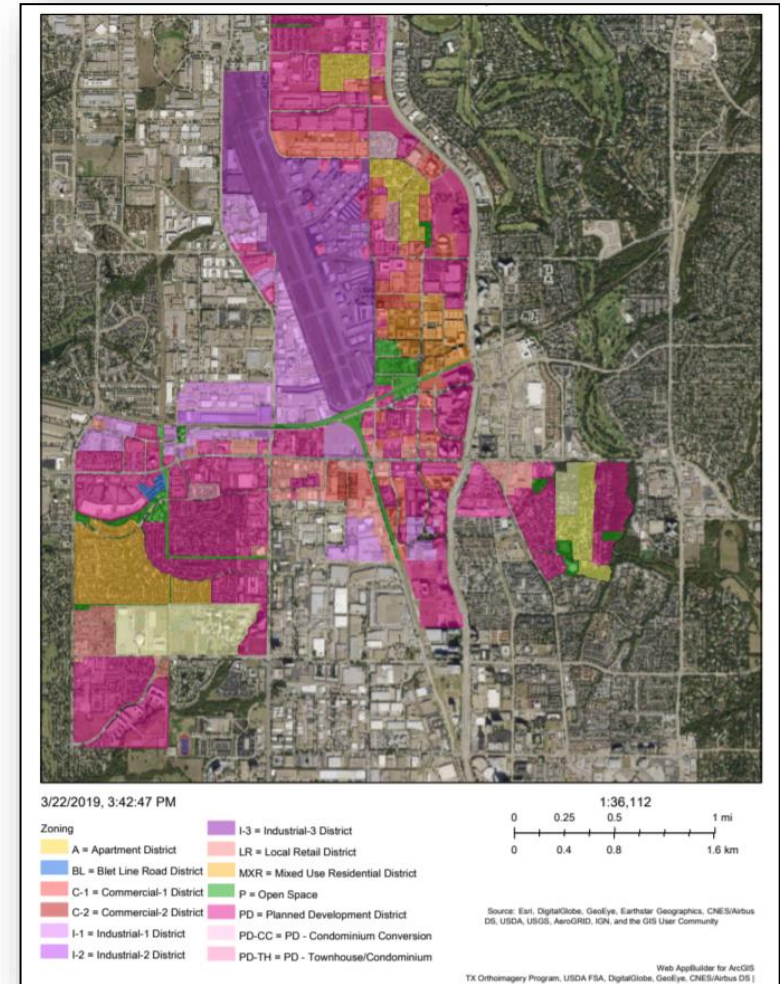 3/22/2019, 3:42:47 PM
1:36,112
0 0.25 0.5 1 mi
0 0.4 0.8 1.6 km
Zoning
A = Apartment District
BL = Blet Line Road District
C-1 = Commercial-1 District
C-2 = Commercial-2 District
I-1 = Industrial-1 District
I-2 = Industrial-2 District
I-3 = Industrial-3 District
LR = Local Retail District
MXR = Mixed Use Residential District
P = Open Space
PD = Planned Development District
PD-CC = PD - Condominium Conversion
PD-TH = PD - Townhouse/Condominium
Source: Esri, DigitalGlobe, GeoEye, Earthstar Geographics, CNES/Airbus
DS, USDA, USGS, AeroGRID, IGN, and the GIS User Community
Web AppBuilder for ArcGIS
TX Orthoimagery Program, USDA FSA, DigitalGlobe, GeoEye, CNES/Airbus DS |